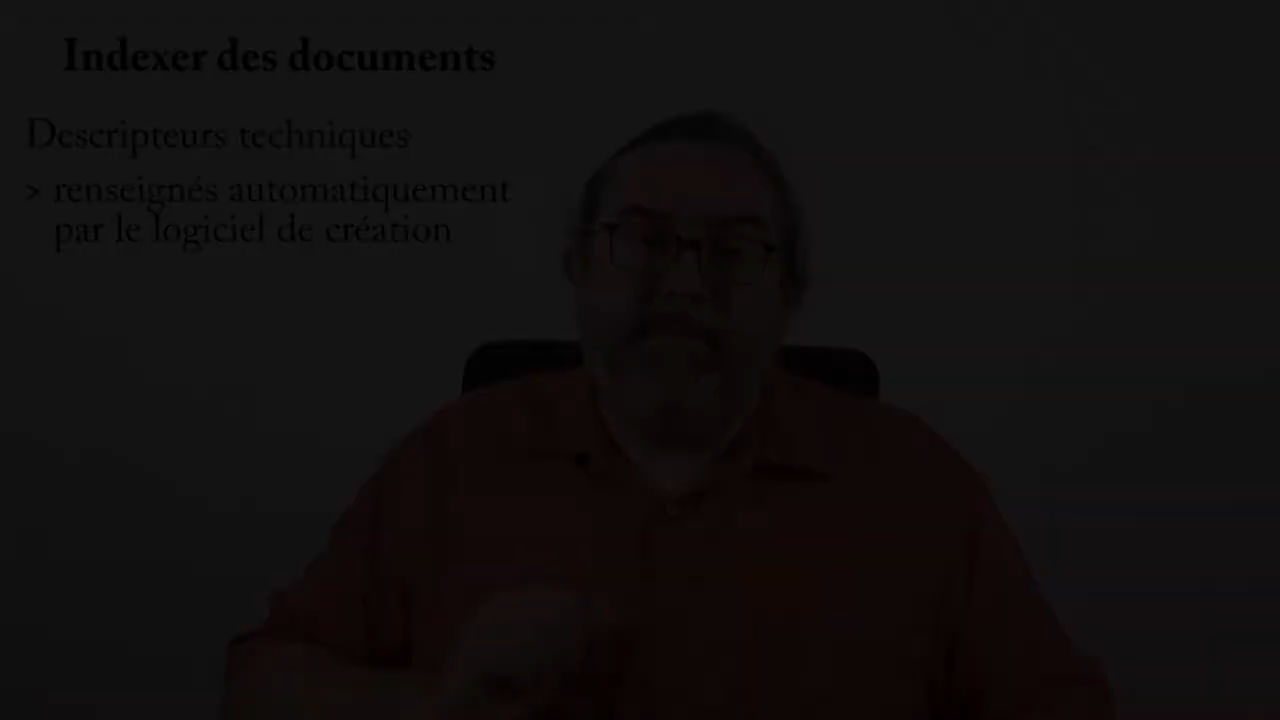 Indexer des documents
Descripteurs techniques
> renseignés automatiquement
par le logiciel de création